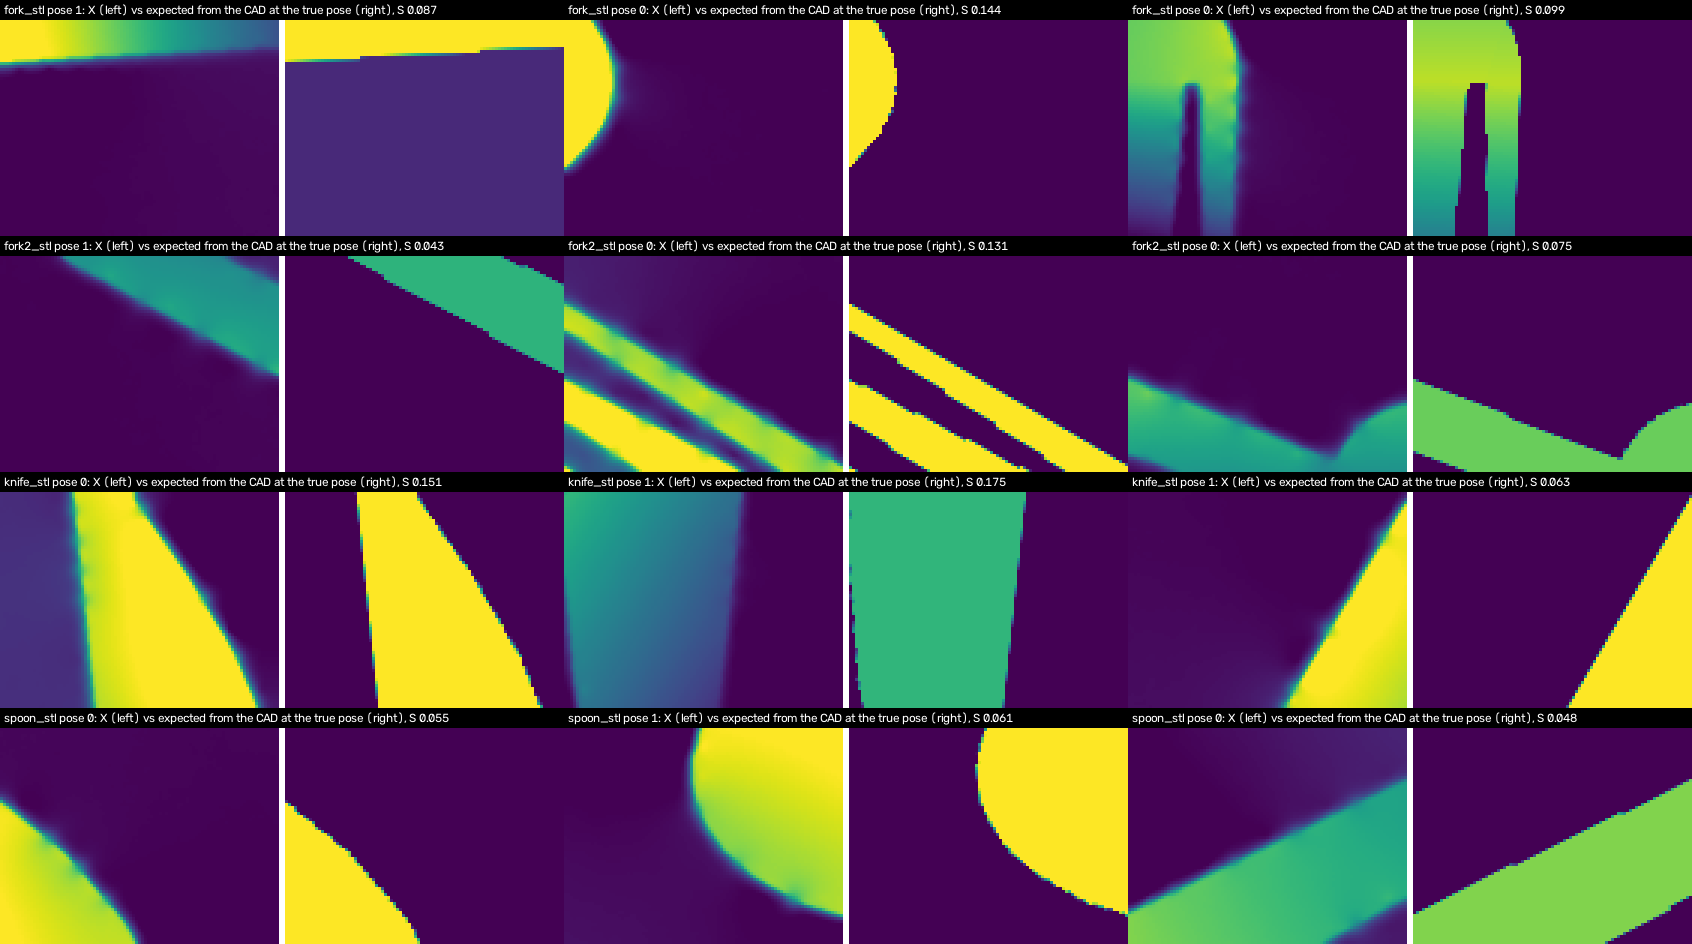 fork_stl pose 1: X (left) vs expected from the CAD at the true pose (right), S 0.087
fork_stl pose 0: X (left) vs expected from the CAD at the true pose (right), S 0.144
fork_stl pose 0: X (left) vs expected from the CAD at the true pose (right), S 0.099
fork2_stl pose 1: X (left) vs expected from the CAD at the true pose (right), S 0.043
fork2_stl pose 0: X (left) vs expected from the CAD at the true pose (right), S 0.131
fork2_stl pose 0: X (left) vs expected from the CAD at the true pose (right), S 0.075
knife_stl pose 0: X (left) vs expected from the CAD at the true pose (right), S 0.151
knife_stl pose 1: X (left) vs expected from the CAD at the true pose (right), S 0.175
knife_stl pose 1: X (left) vs expected from the CAD at the true pose (right), S 0.063
spoon_stl pose 0: X (left) vs expected from the CAD at the true pose (right), S 0.055
spoon_stl pose 1: X (left) vs expected from the CAD at the true pose (right), S 0.061
spoon_stl pose 0: X (left) vs expected from the CAD at the true pose (right), S 0.048